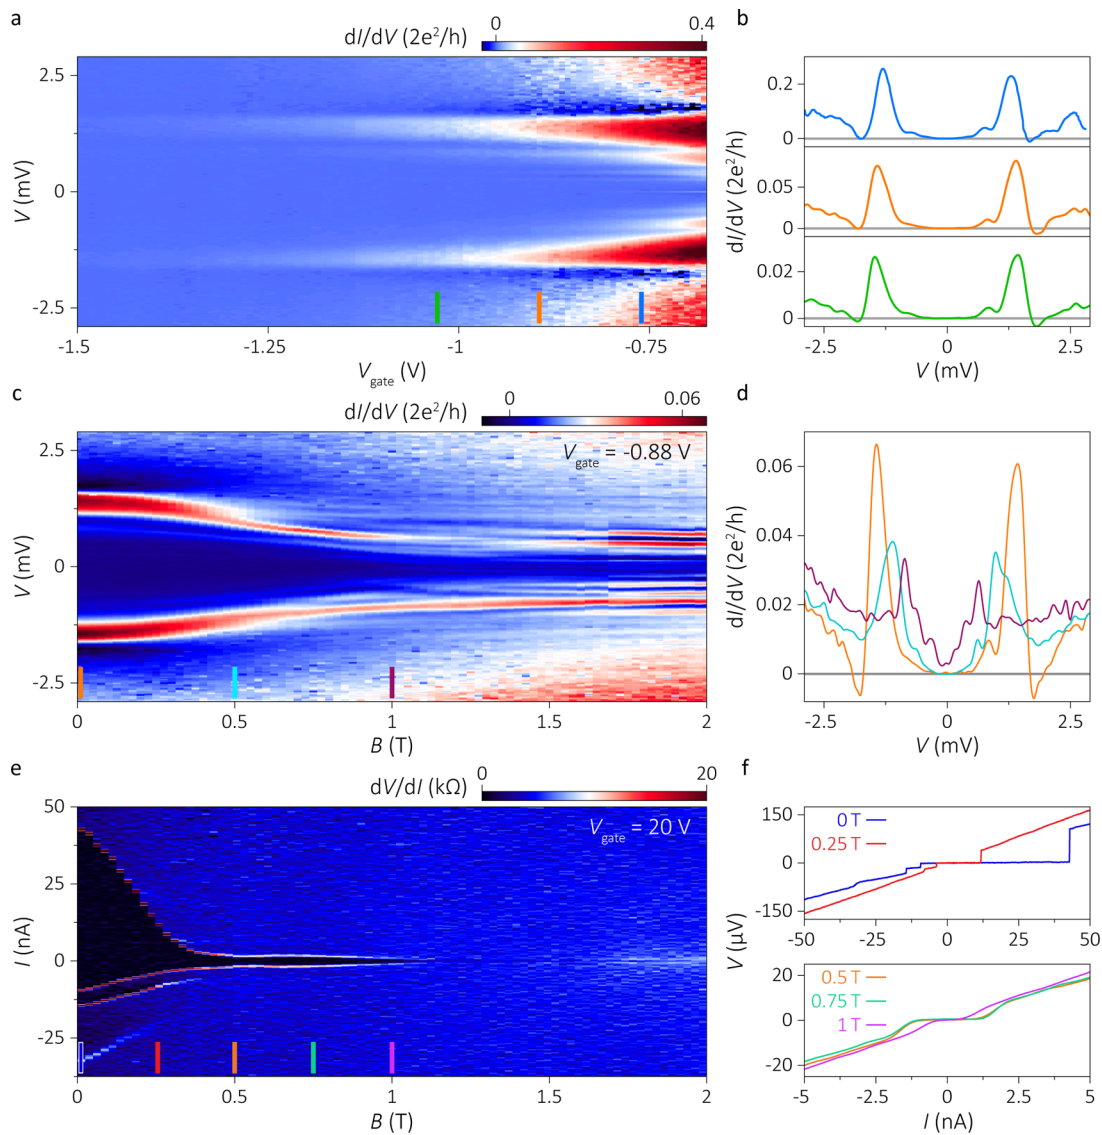 a
dI/dV (2e²/h)
0
0.4
2.5
0
-2.5
V (mV)
-1.5
-1.25
-1
-0.75
V_gate (V)
b
0.2
0
0.05
0
0.02
0
dI/dV (2e²/h)
-2.5
0
2.5
V (mV)
c
dI/dV (2e²/h)
0
0.06
V_gate = -0.88 V
2.5
0
-2.5
V (mV)
0
0.5
1
1.5
2
B (T)
d
0.06
0.04
0.02
0
dI/dV (2e²/h)
-2.5
0
2.5
V (mV)
e
dV/dI (kΩ)
0
20
V_gate = 20 V
50
25
0
-25
I (nA)
0
0.5
1
1.5
2
B (T)
f
150
0
-150
0 T
0.25 T
-50
-25
0
25
50
V (μV)
20
0
-20
0.5 T
0.75 T
1 T
-5
-2.5
0
2.5
5
I (nA)